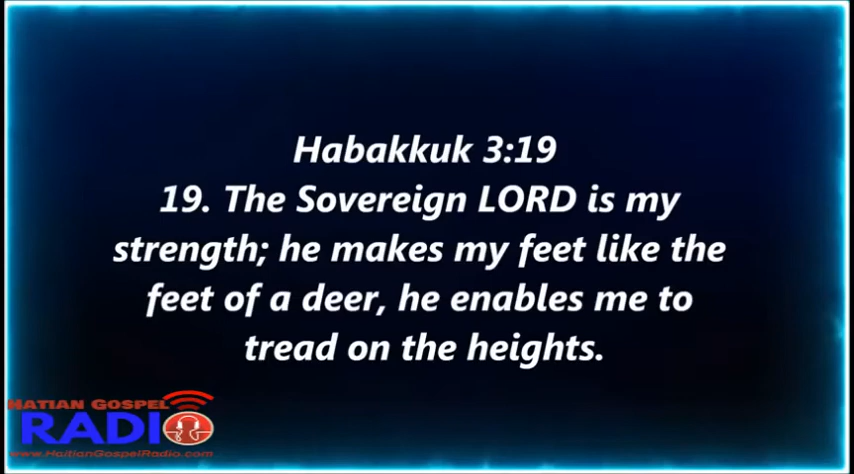 Habakkuk 3:19
19. The Sovereign LORD is my
strength; he makes my feet like the
feet of a deer, he enables me to
tread on the heights.
HATIAN GOSPEL
RADIO
www.HaitianGospelRadio.com